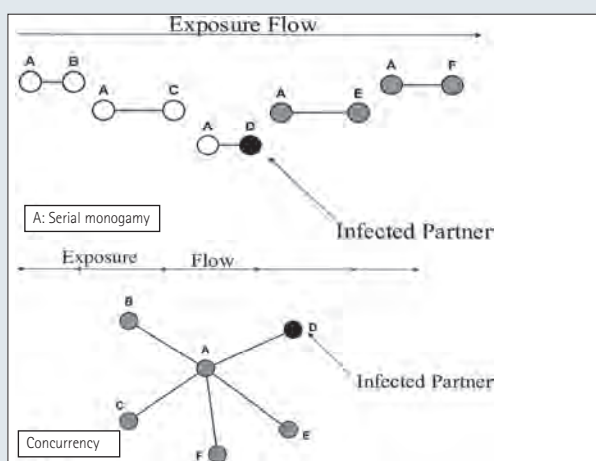 Exposure Flow
A B A C A D A E A F
Infected Partner
A: Serial monogamy
Exposure Flow
B
D
A
Infected Partner
C
E
F
Concurrency